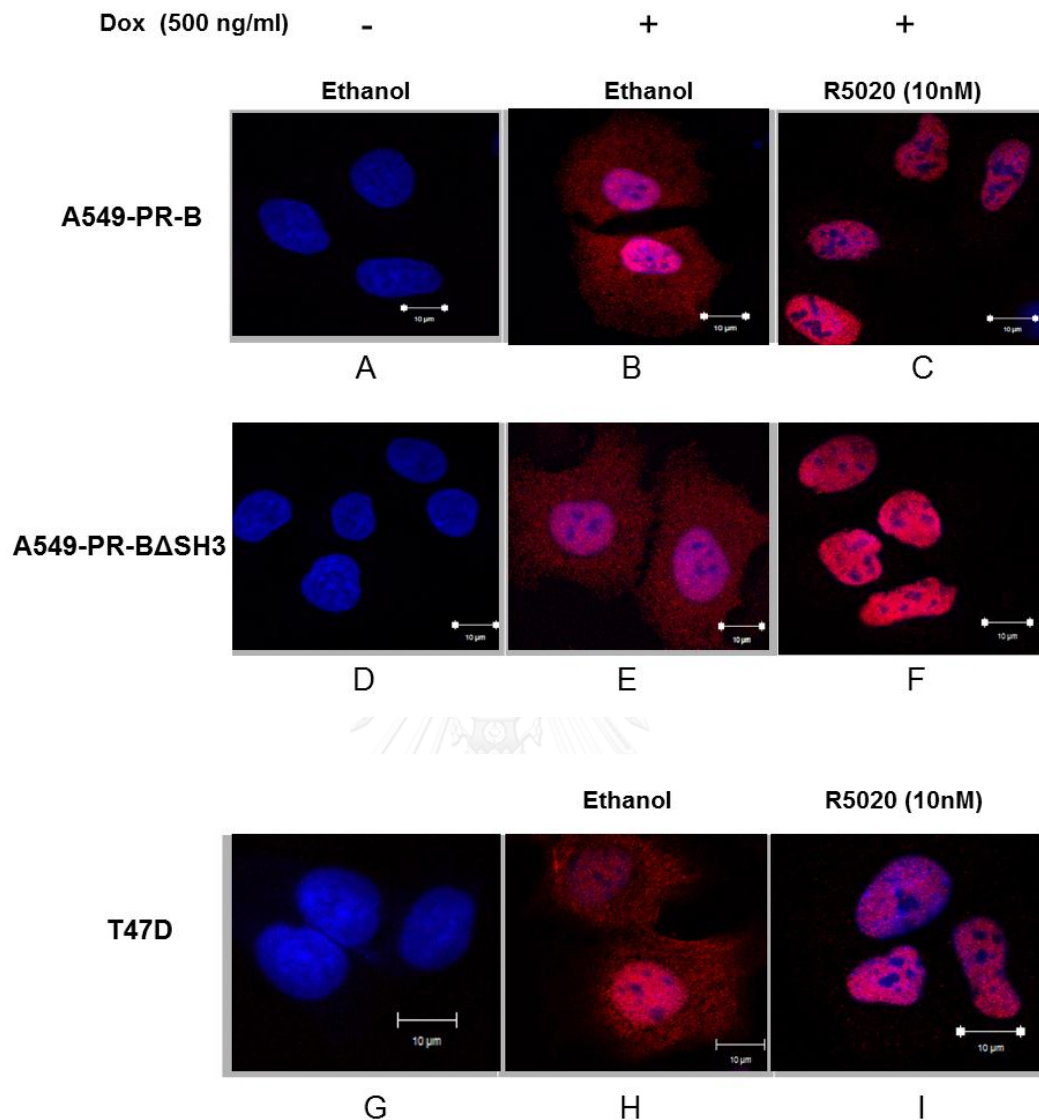 Dox (500 ng/ml) - + +
Ethanol Ethanol R5020 (10nM)
A549-PR-B
10 µm 10 µm 10 µm
A B C
A549-PR-BΔSH3
10 µm 10 µm 10 µm
D E F
Ethanol R5020 (10nM)
T47D
10 µm 10 µm 10 µm
G H I